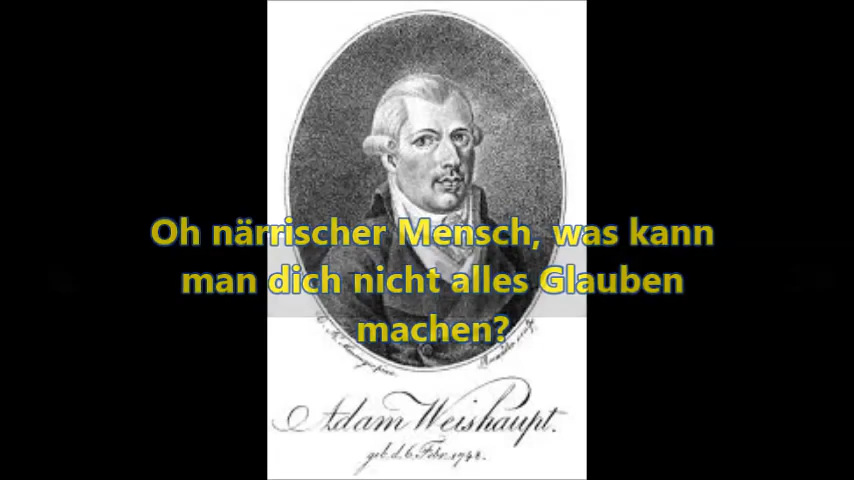 Oh närrischer Mensch, was kann
man dich nicht alles Glauben
machen?
Adam Weishaupt.
geb. d. 6 Febr. 1748.